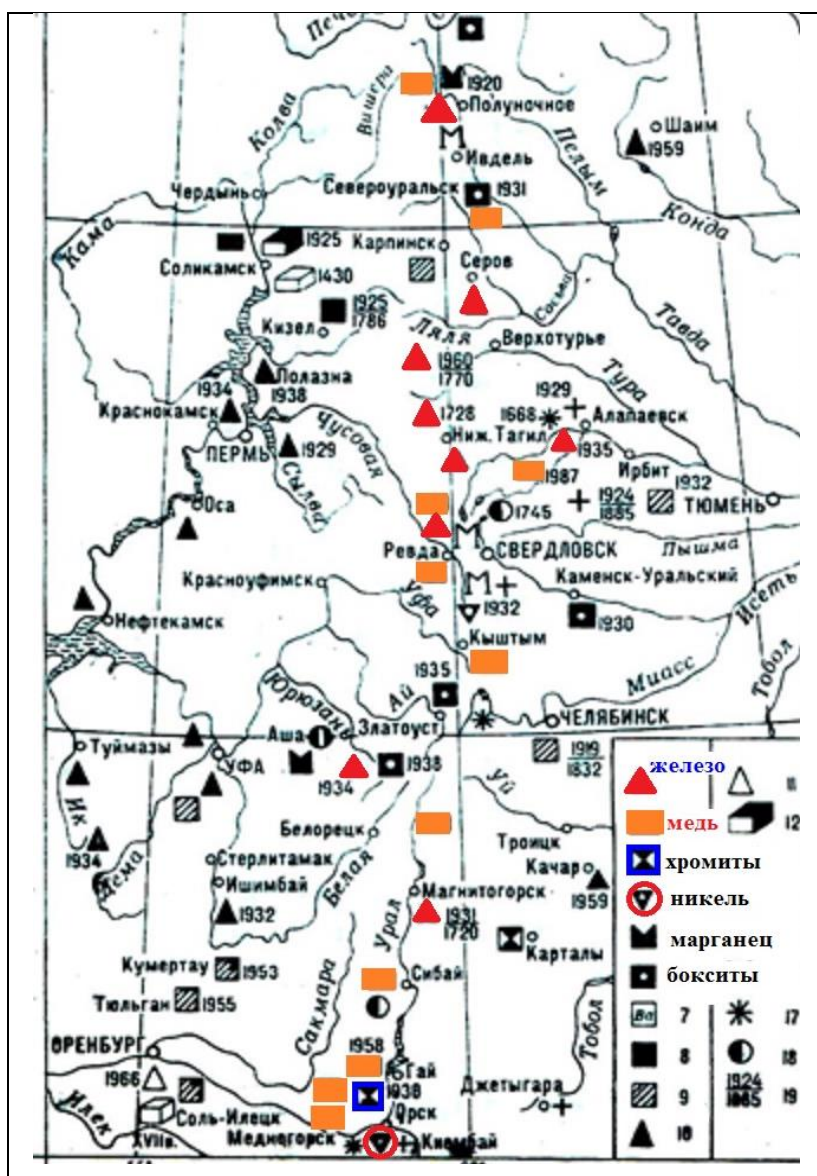 Печора
1920
Полуночное
Колва
Вишера
Шаим
1959
Ивдель
Пелым
Североуральск
1931
Чердынь
Конда
Кама
1925
Карпинск
Соликамск
1430
Серов
1925
1786
Сосьва
Кизел
Ляля
Верхотурье
Тавда
1960
1770
Полазна
1934
1938
Тура
1929
Краснокамск
1728
1668
Алапаевск
Чусовая
Ниж. Тагил
ПЕРМЬ
1929
1935
Сылва
Ирбит
1987
1932
1924
1885
ТЮМЕНЬ
Оса
1745
М
Пышма
Ревда
СВЕРДЛОВСК
Красноуфимск
М
Каменск-Уральский
Уфа
1932
Исеть
Нефтекамск
1930
Кыштым
1935
Миасс
Тобол
Юрюзань
Ай
Златоуст
ЧЕЛЯБИНСК
Туймазы
Аша
УФА
1938
1919
1832
железо
11
1934
Ик
Уй
медь
12
Белорецк
1934
Троицк
Дема
Стерлитамак
Качар
хромиты
Ишимбай
Белая
Магнитогорск
1959
никель
1932
1931
1720
Карталы
марганец
Урал
Кумертау
1953
Сибай
бокситы
Тюльган
1955
Сакмара
Ва
7
17
1958
ОРЕНБУРГ
8
18
Гай
Тобол
1966
1938
Джетыгара
9
1924
1885
19
Соль-Илецк
Орск
Илек
XVIIв.
Медногорск
Киембай
10